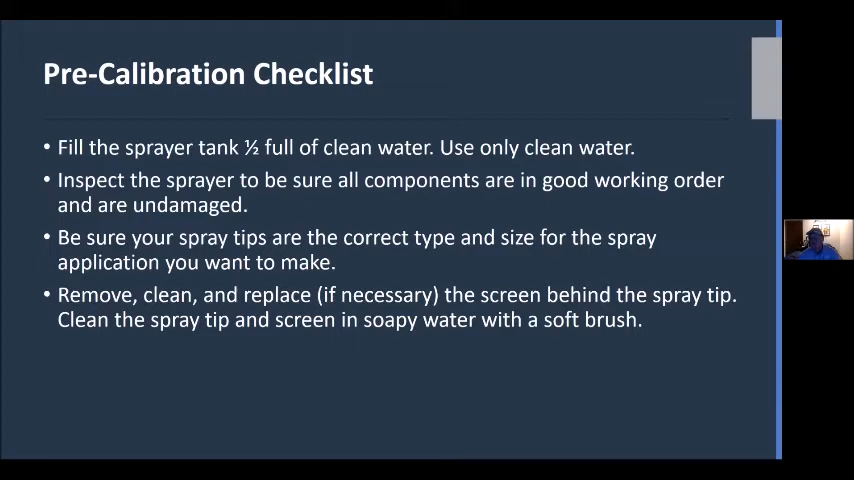 Pre-Calibration Checklist
• Fill the sprayer tank ½ full of clean water. Use only clean water.
• Inspect the sprayer to be sure all components are in good working order
and are undamaged.
• Be sure your spray tips are the correct type and size for the spray
application you want to make.
• Remove, clean, and replace (if necessary) the screen behind the spray tip.
Clean the spray tip and screen in soapy water with a soft brush.